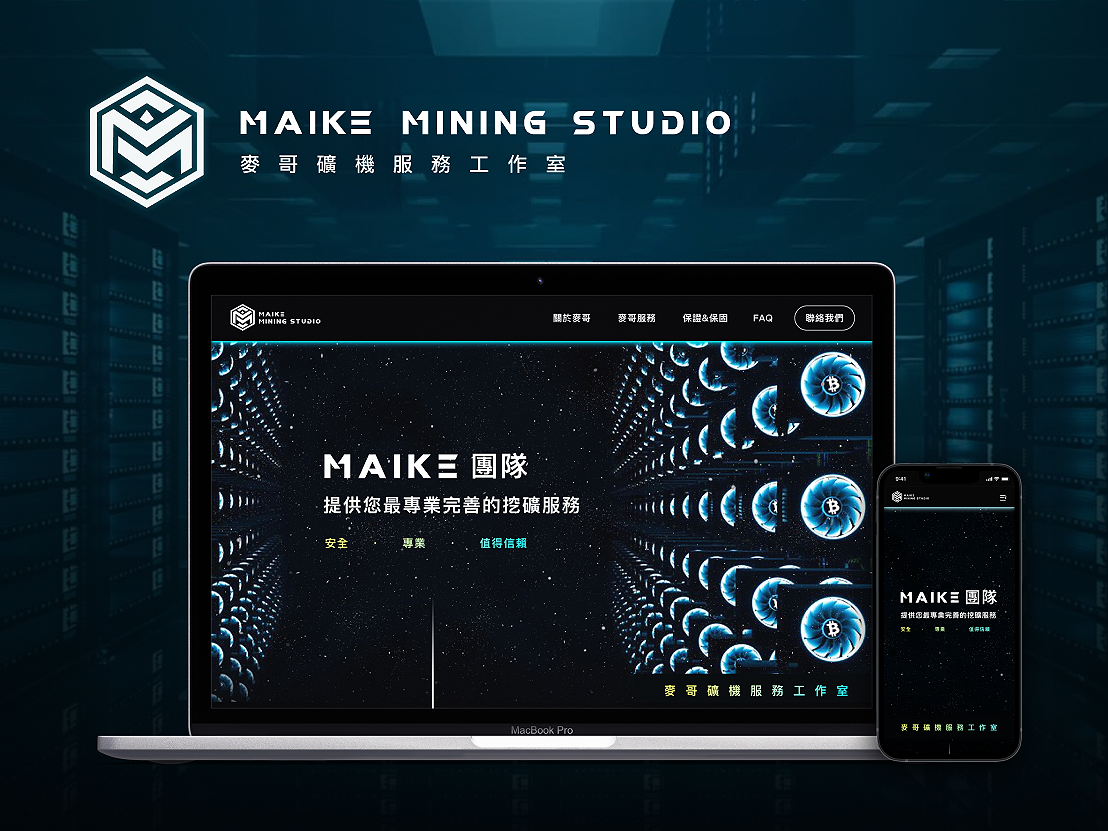 MAIKE MINING STUDIO
麥哥礦機服務工作室
MAIKE
MINING STUDIO
關於麥哥 麥哥服務 保證&保固 FAQ 聯絡我們
MAIKE 團隊
提供您最專業完善的挖礦服務
安全 · 專業 · 值得信賴
麥哥礦機服務工作室
MacBook Pro
9:41
MAIKE
MINING STUDIO
MAIKE 團隊
提供您最專業完善的挖礦服務
安全 · 專業 · 值得信賴
麥哥礦機服務工作室